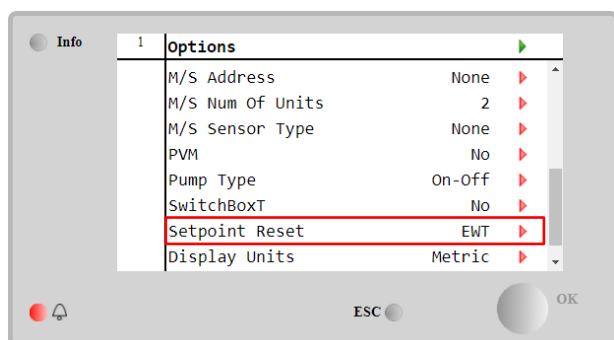 Info
1 Options
M/S Address None
M/S Num Of Units 2
M/S Sensor Type None
PVM No
Pump Type On-Off
SwitchBoxT No
Setpoint Reset EWT
Display Units Metric
ESC
OK